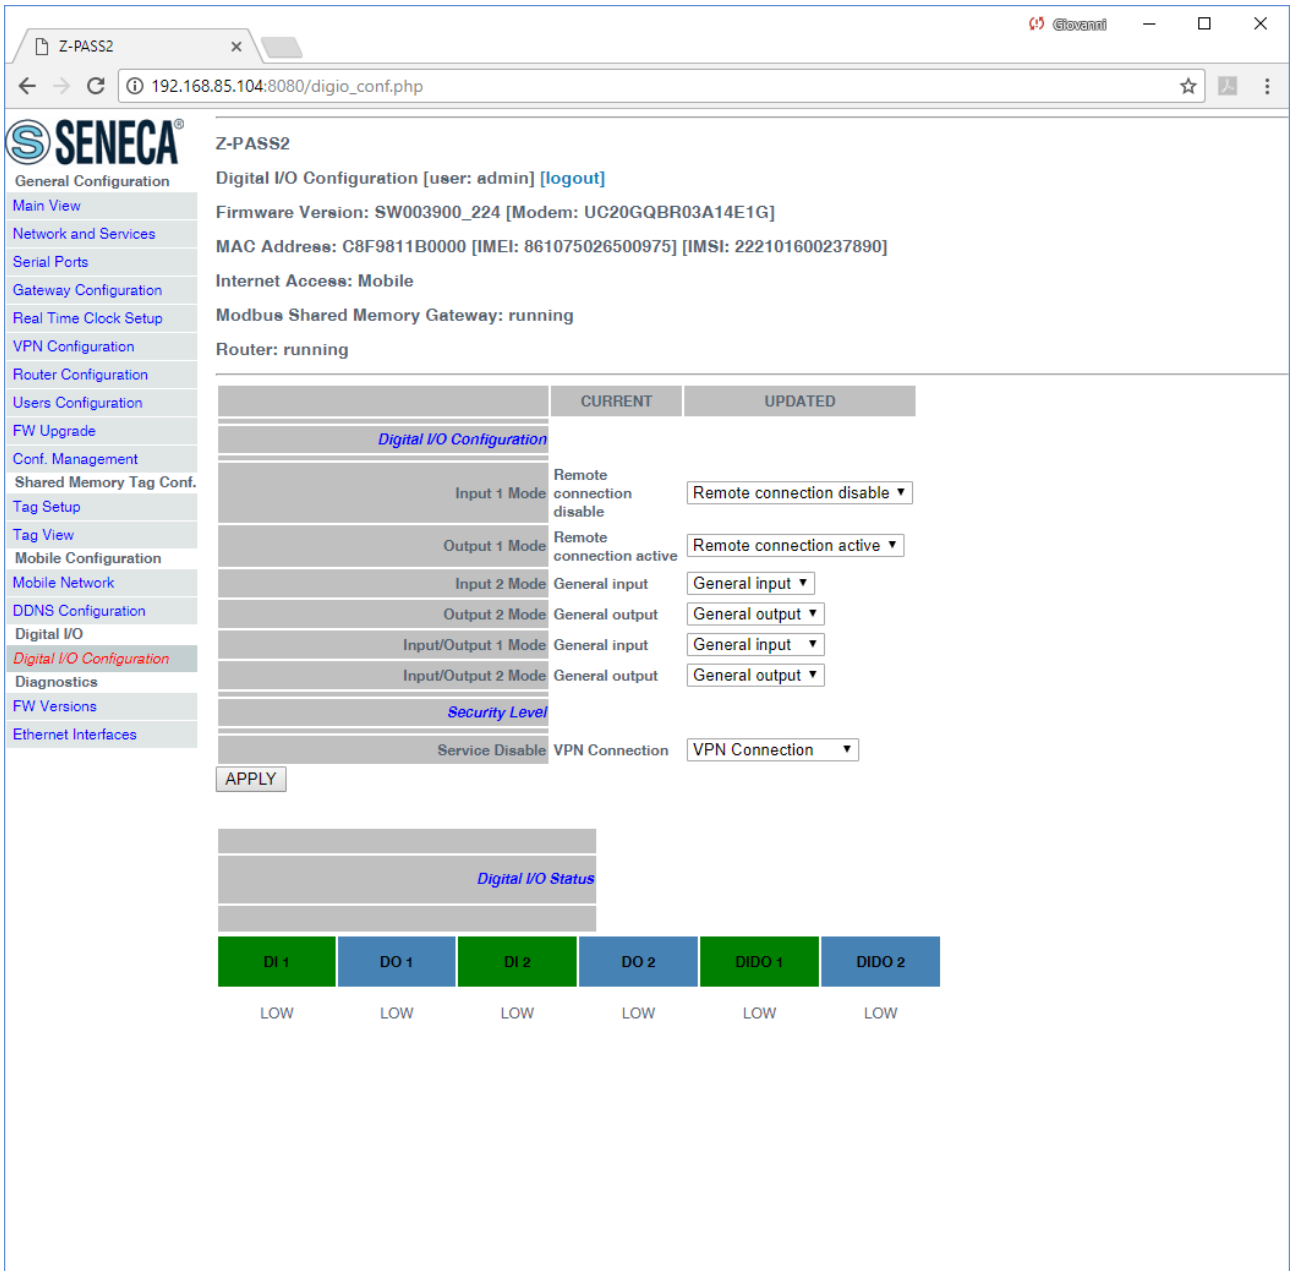 Giovanni
Z-PASS2
192.168.85.104:8080/digio_conf.php
SENECA®
General Configuration
Main View
Network and Services
Serial Ports
Gateway Configuration
Real Time Clock Setup
VPN Configuration
Router Configuration
Users Configuration
FW Upgrade
Conf. Management
Shared Memory Tag Conf.
Tag Setup
Tag View
Mobile Configuration
Mobile Network
DDNS Configuration
Digital I/O
Digital I/O Configuration
Diagnostics
FW Versions
Ethernet Interfaces
Z-PASS2
Digital I/O Configuration [user: admin] [logout]
Firmware Version: SW003900_224 [Modem: UC20GQBR03A14E1G]
MAC Address: C8F9811B0000 [IMEI: 861075026500975] [IMSI: 222101600237890]
Internet Access: Mobile
Modbus Shared Memory Gateway: running
Router: running
CURRENT UPDATED
Digital I/O Configuration
Input 1 Mode Remote connection disable Remote connection disable
Output 1 Mode Remote connection active Remote connection active
Input 2 Mode General input General input
Output 2 Mode General output General output
Input/Output 1 Mode General input General input
Input/Output 2 Mode General output General output
Security Level
Service Disable VPN Connection VPN Connection
APPLY
Digital I/O Status
DI 1 DO 1 DI 2 DO 2 DIDO 1 DIDO 2
LOW LOW LOW LOW LOW LOW